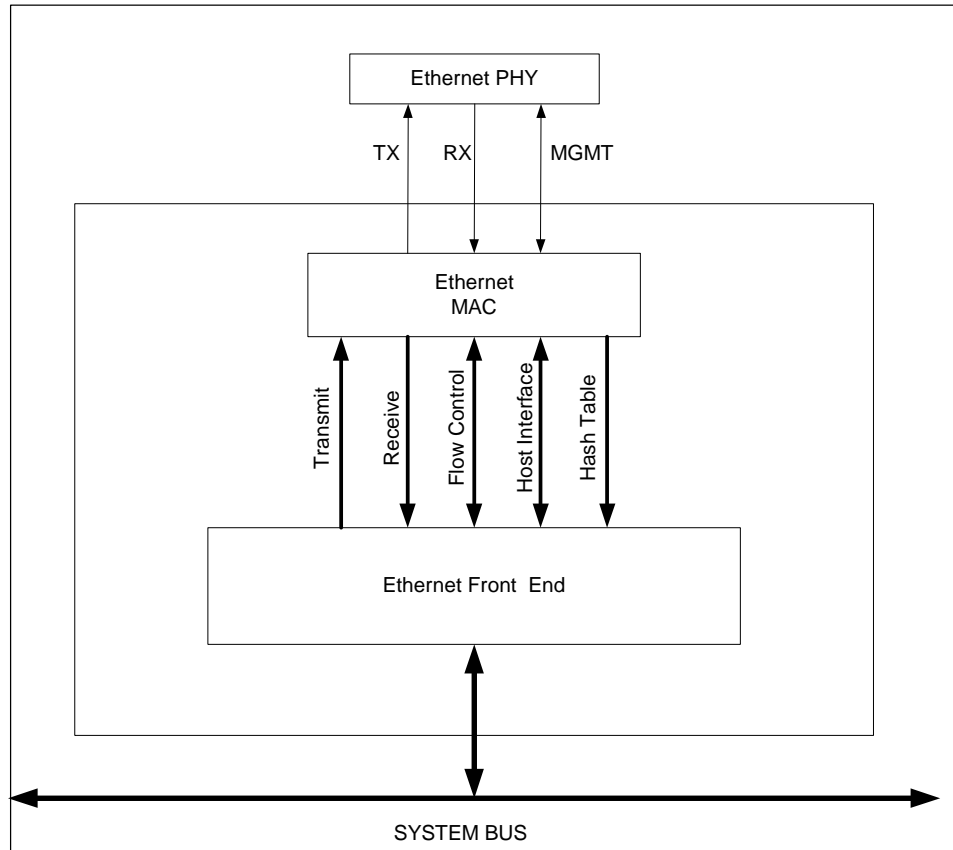 Ethernet PHY
TX
RX
MGMT
Ethernet
MAC
Transmit
Receive
Flow Control
Host Interface
Hash Table
Ethernet Front End
SYSTEM BUS